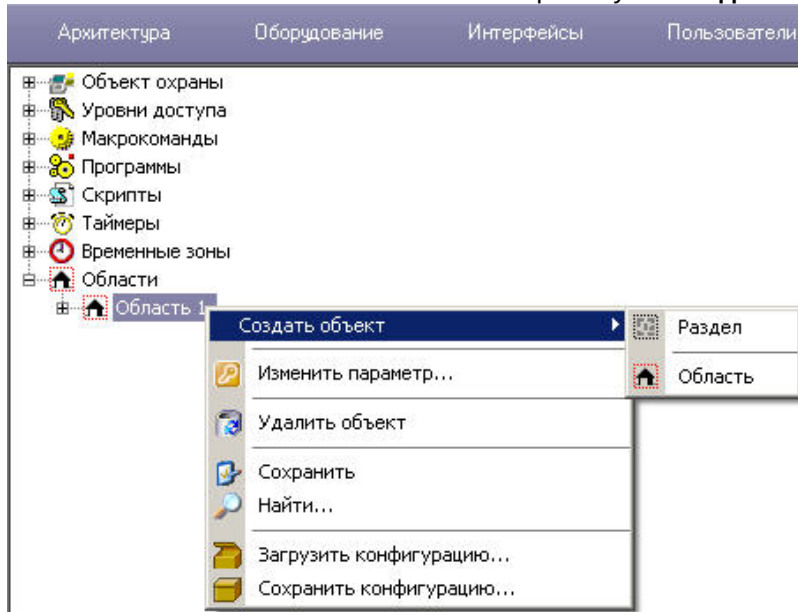 Архитектура Оборудование Интерфейсы Пользователи
Объект охраны
Уровни доступа
Макрокоманды
Программы
Скрипты
Таймеры
Временные зоны
Области
Область 1
Создать объект
Раздел
Изменить параметр...
Область
Удалить объект
Сохранить
Найти...
Загрузить конфигурацию...
Сохранить конфигурацию...